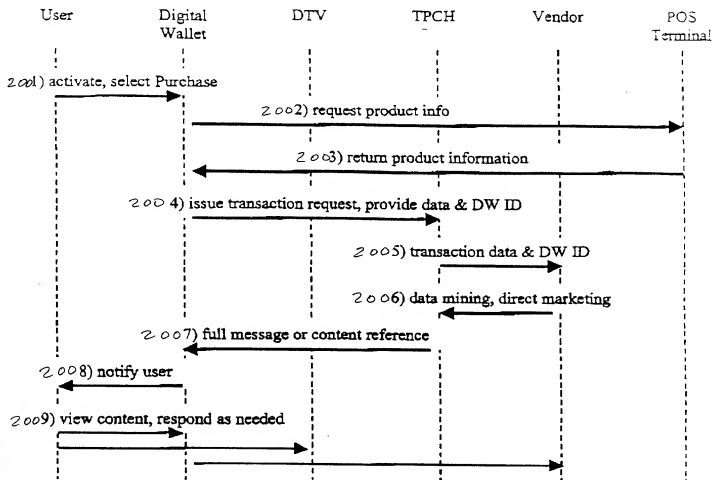 User Digital Wallet DTV TPCH Vendor POS Terminal
2001) activate, select Purchase
2002) request product info
2003) return product information
2004) issue transaction request, provide data & DW ID
2005) transaction data & DW ID
2006) data mining, direct marketing
2007) full message or content reference
2008) notify user
2009) view content, respond as needed